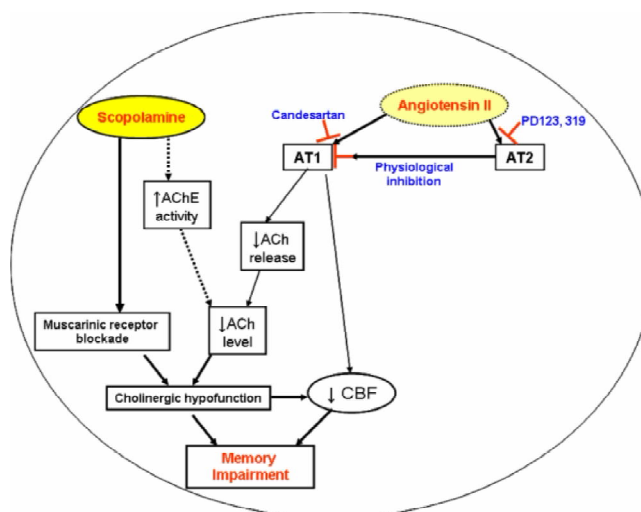 Scopolamine
Candesartan
Angiotensin II
PD123, 319
AT1
AT2
Physiological
inhibition
↑AChE
activity
↓ACh
release
Muscarinic receptor
blockade
↓ACh
level
Cholinergic hypofunction
↓ CBF
Memory
Impairment